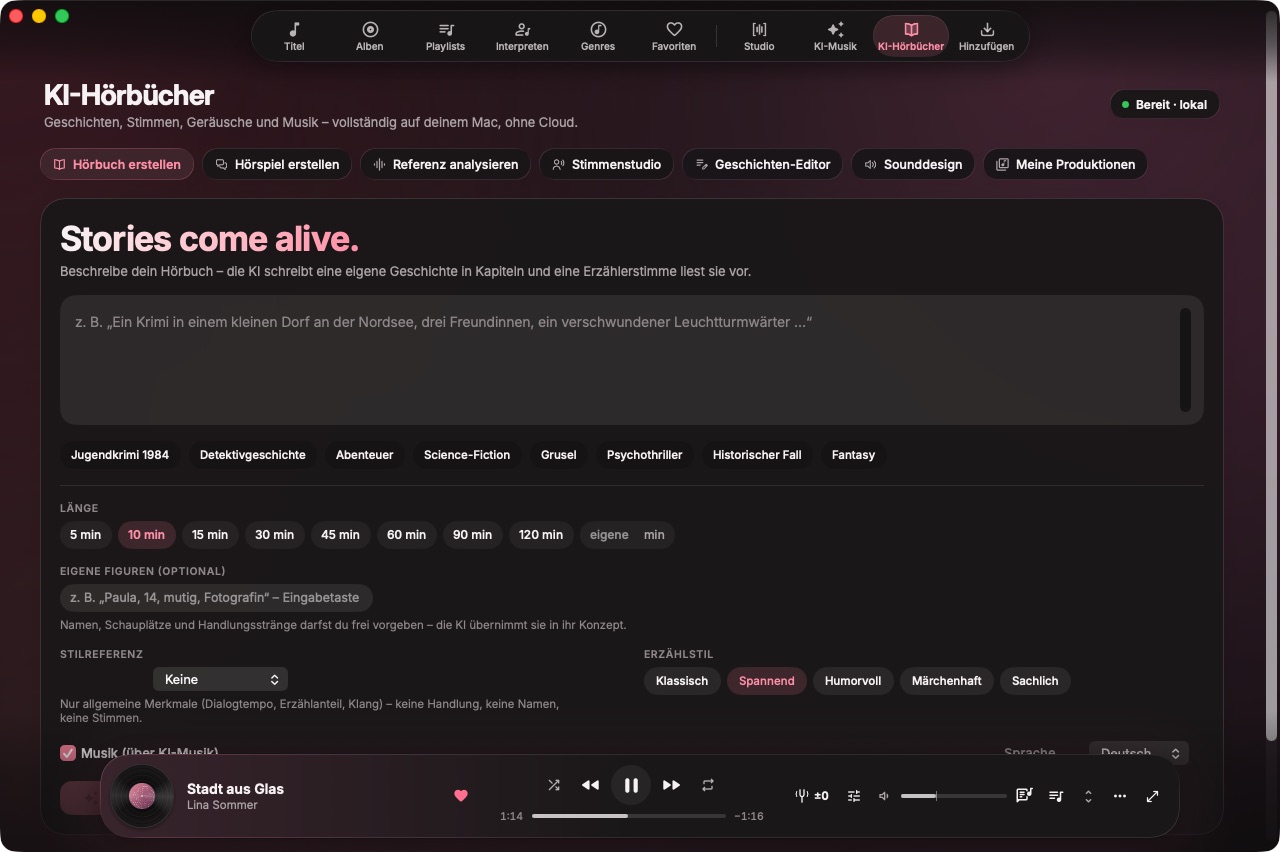 Titel
Alben
Playlists
Interpreten
Genres
Favoriten
Studio
KI-Musik
KI-Hörbücher
Hinzufügen
KI-Hörbücher
Geschichten, Stimmen, Geräusche und Musik – vollständig auf deinem Mac, ohne Cloud.
Bereit · lokal
Hörbuch erstellen
Hörspiel erstellen
Referenz analysieren
Stimmenstudio
Geschichten-Editor
Sounddesign
Meine Produktionen
Stories come alive.
Beschreibe dein Hörbuch – die KI schreibt eine eigene Geschichte in Kapiteln und eine Erzählerstimme liest sie vor.
z. B. „Ein Krimi in einem kleinen Dorf an der Nordsee, drei Freundinnen, ein verschwundener Leuchtturmwärter ...“
Jugendkrimi 1984
Detektivgeschichte
Abenteuer
Science-Fiction
Grusel
Psychothriller
Historischer Fall
Fantasy
LÄNGE
5 min
10 min
15 min
30 min
45 min
60 min
90 min
120 min
eigene min
EIGENE FIGUREN (OPTIONAL)
z. B. „Paula, 14, mutig, Fotografin“ – Eingabetaste
Namen, Schauplätze und Handlungsstränge darfst du frei vorgeben – die KI übernimmt sie in ihr Konzept.
STILREFERENZ
Keine
Nur allgemeine Merkmale (Dialogtempo, Erzählanteil, Klang) – keine Handlung, keine Namen,
keine Stimmen.
ERZÄHLSTIL
Klassisch
Spannend
Humorvoll
Märchenhaft
Sachlich
Musik (über KI-Musik)
Sprache
Deutsch
Stadt aus Glas
Lina Sommer
1:14
−1:16
±0